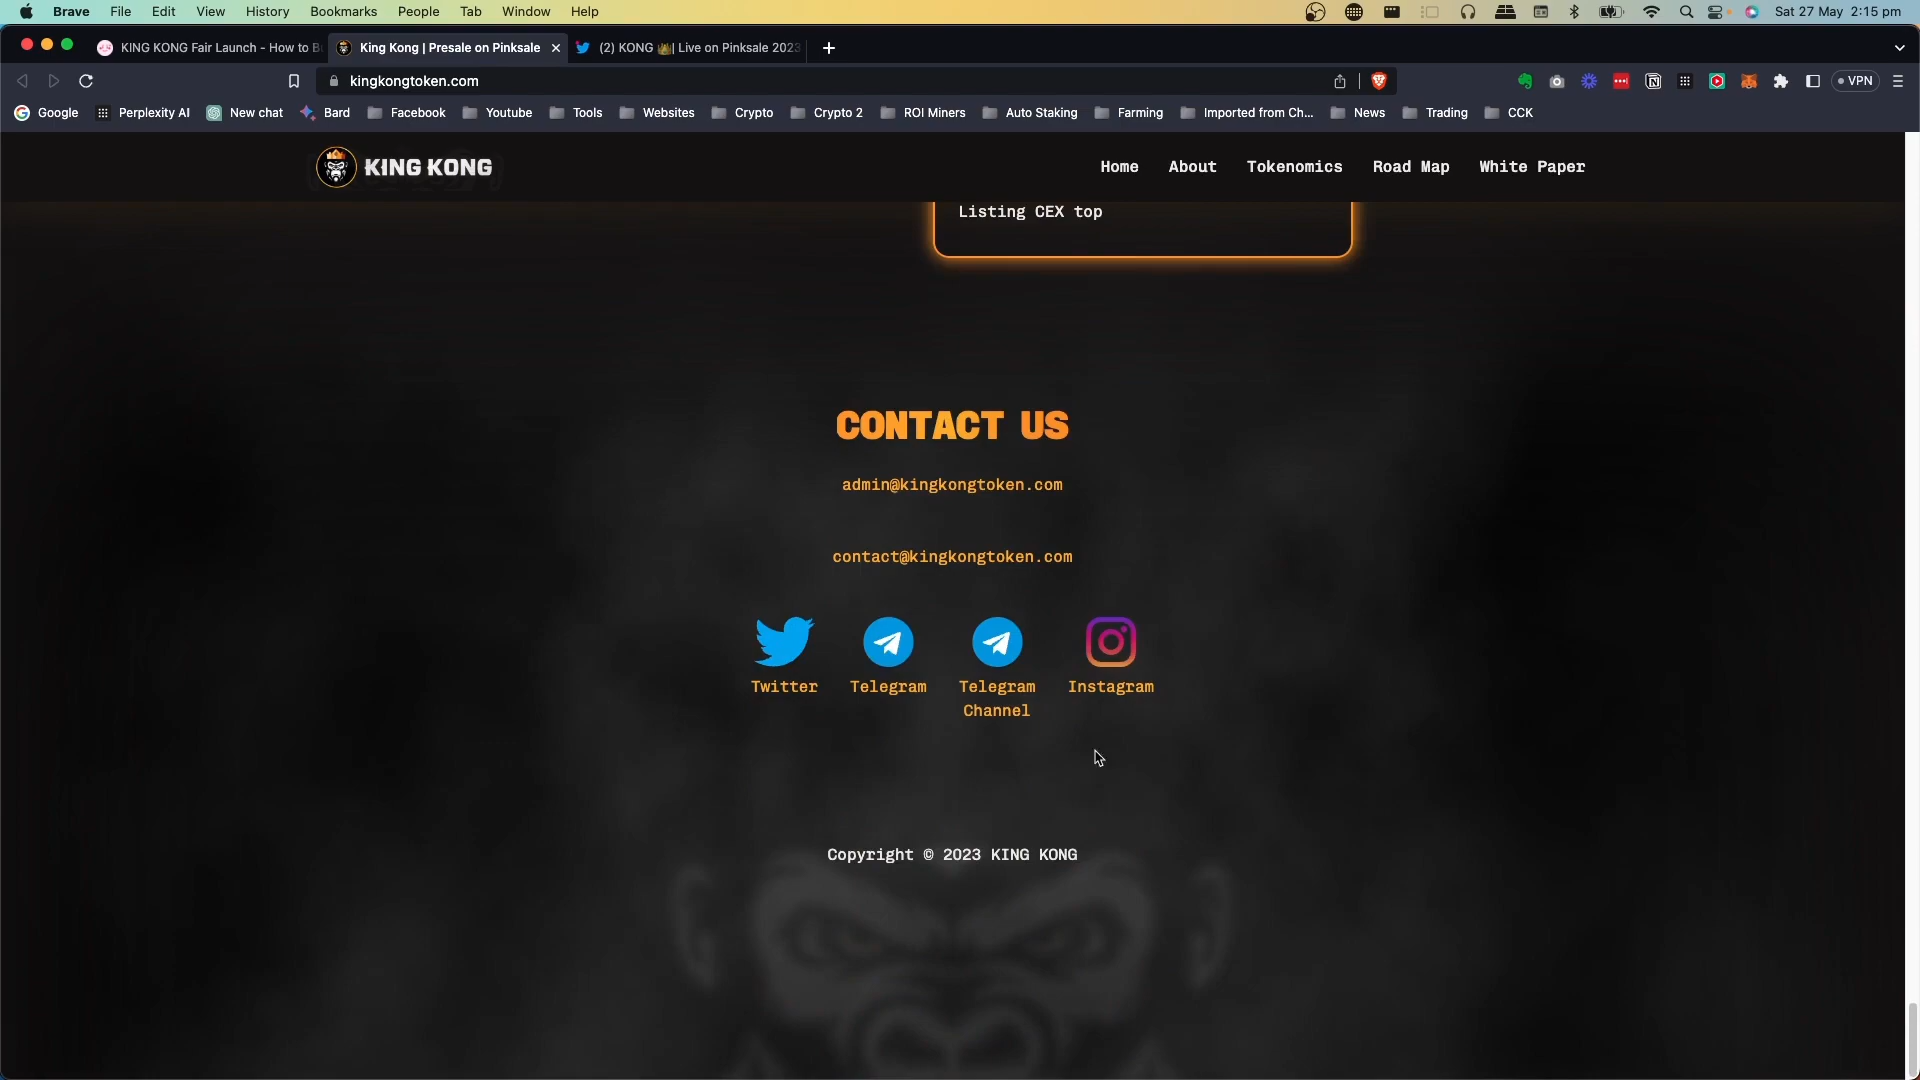 Brave File Edit View History Bookmarks People Tab Window Help Sat 27 May 2:15 pm
KING KONG Fair Launch - How to B King Kong | Presale on Pinksale (2) KONG | Live on Pinksale 2023
kingkongtoken.com VPN
Google Perplexity AI New chat Bard Facebook Youtube Tools Websites Crypto Crypto 2 ROI Miners Auto Staking Farming Imported from Ch... News Trading CCK
KING KONG Home About Tokenomics Road Map White Paper
Listing CEX top
CONTACT US
admin@kingkongtoken.com
contact@kingkongtoken.com
Twitter Telegram Telegram Instagram
Channel
Copyright © 2023 KING KONG